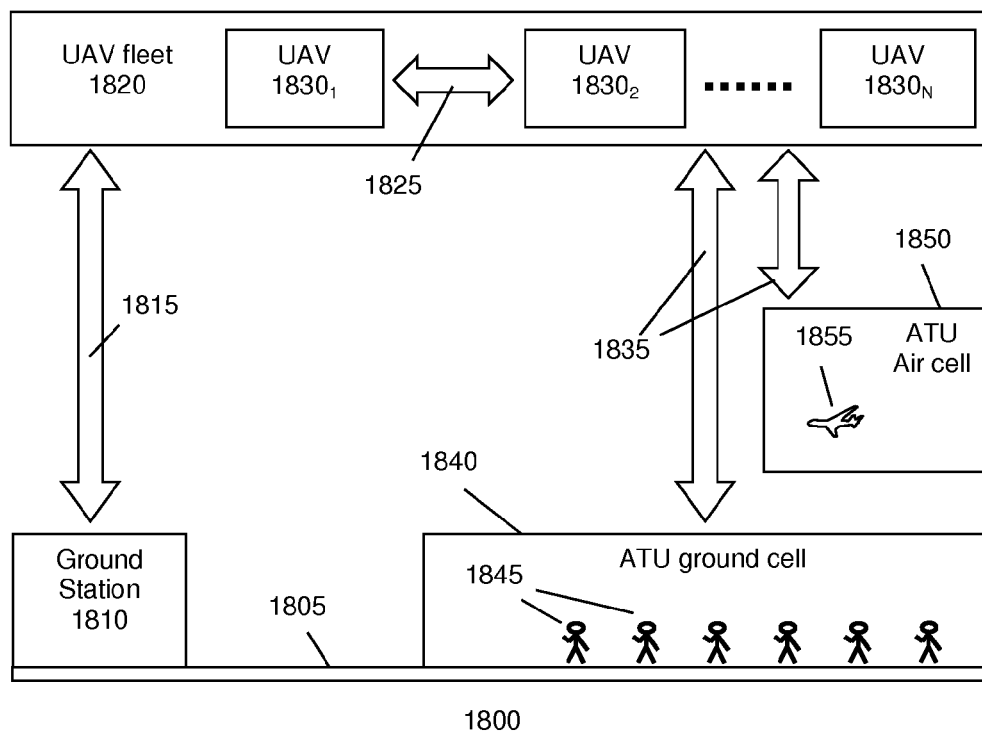 UAV fleet
1820
UAV
1830₁
UAV
1830₂
UAV
1830N
1825
1815
1835
1850
1855
ATU
Air cell
1840
Ground
Station
1810
1805
ATU ground cell
1845
1800